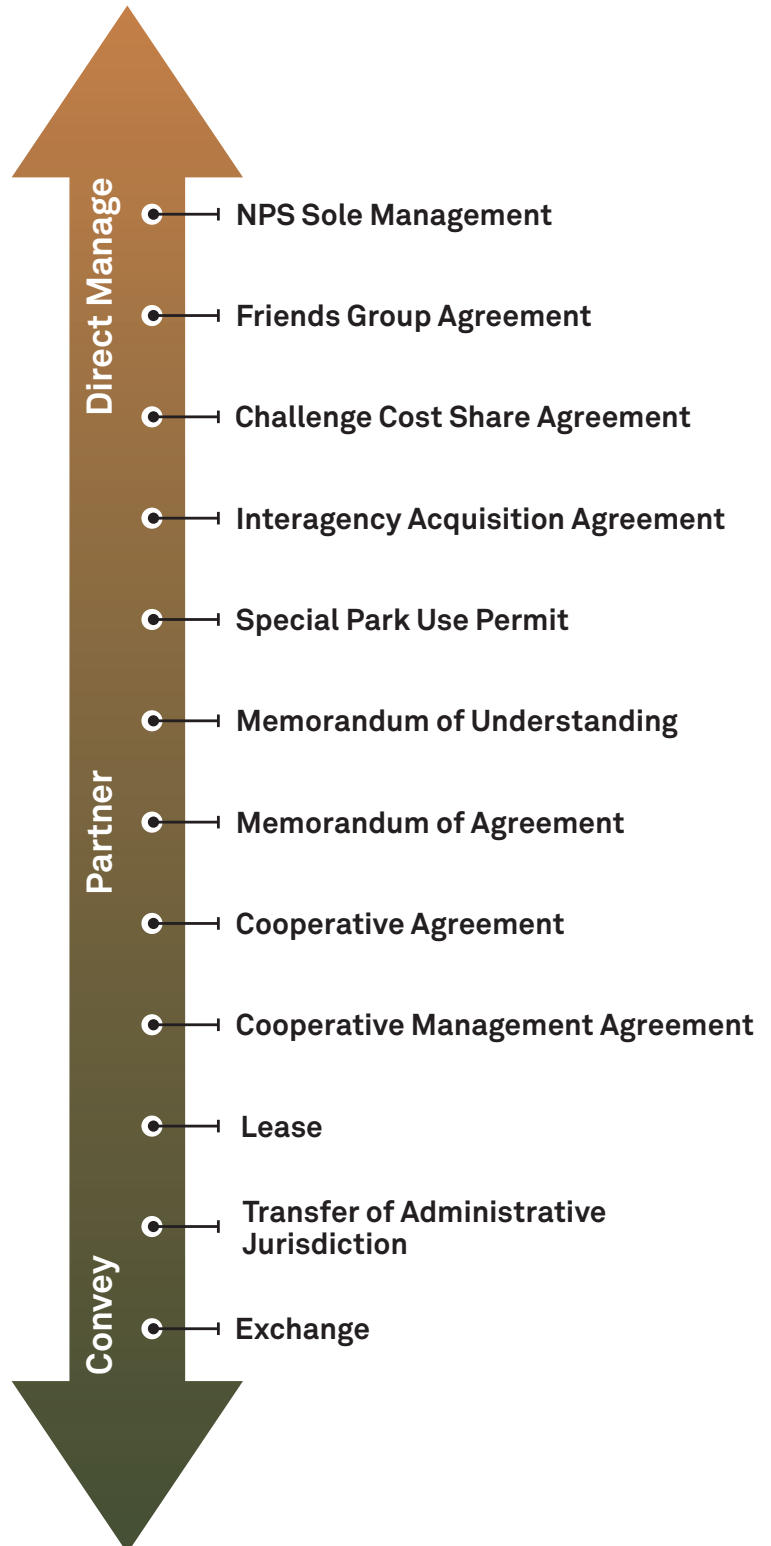 Direct Manage
NPS Sole Management
Friends Group Agreement
Challenge Cost Share Agreement
Interagency Acquisition Agreement
Special Park Use Permit
Memorandum of Understanding
Partner
Memorandum of Agreement
Cooperative Agreement
Cooperative Management Agreement
Lease
Transfer of Administrative
Jurisdiction
Convey
Exchange